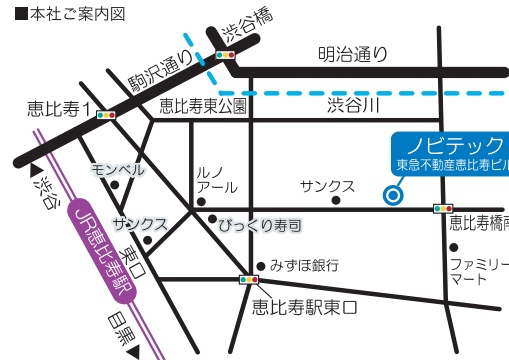 ■本社ご案内図
渋谷橋
明治通り
駒沢通り
恵比寿1
恵比寿東公園
渋谷川
ノビテック
東急不動産恵比寿ビル
モンベル
ルノ
アール
サンクス
渋谷
サンクス
びっくり寿司
恵比寿橋南
JR恵比寿駅
東口
みずほ銀行
ファミリー
マート
恵比寿駅東口
目黒